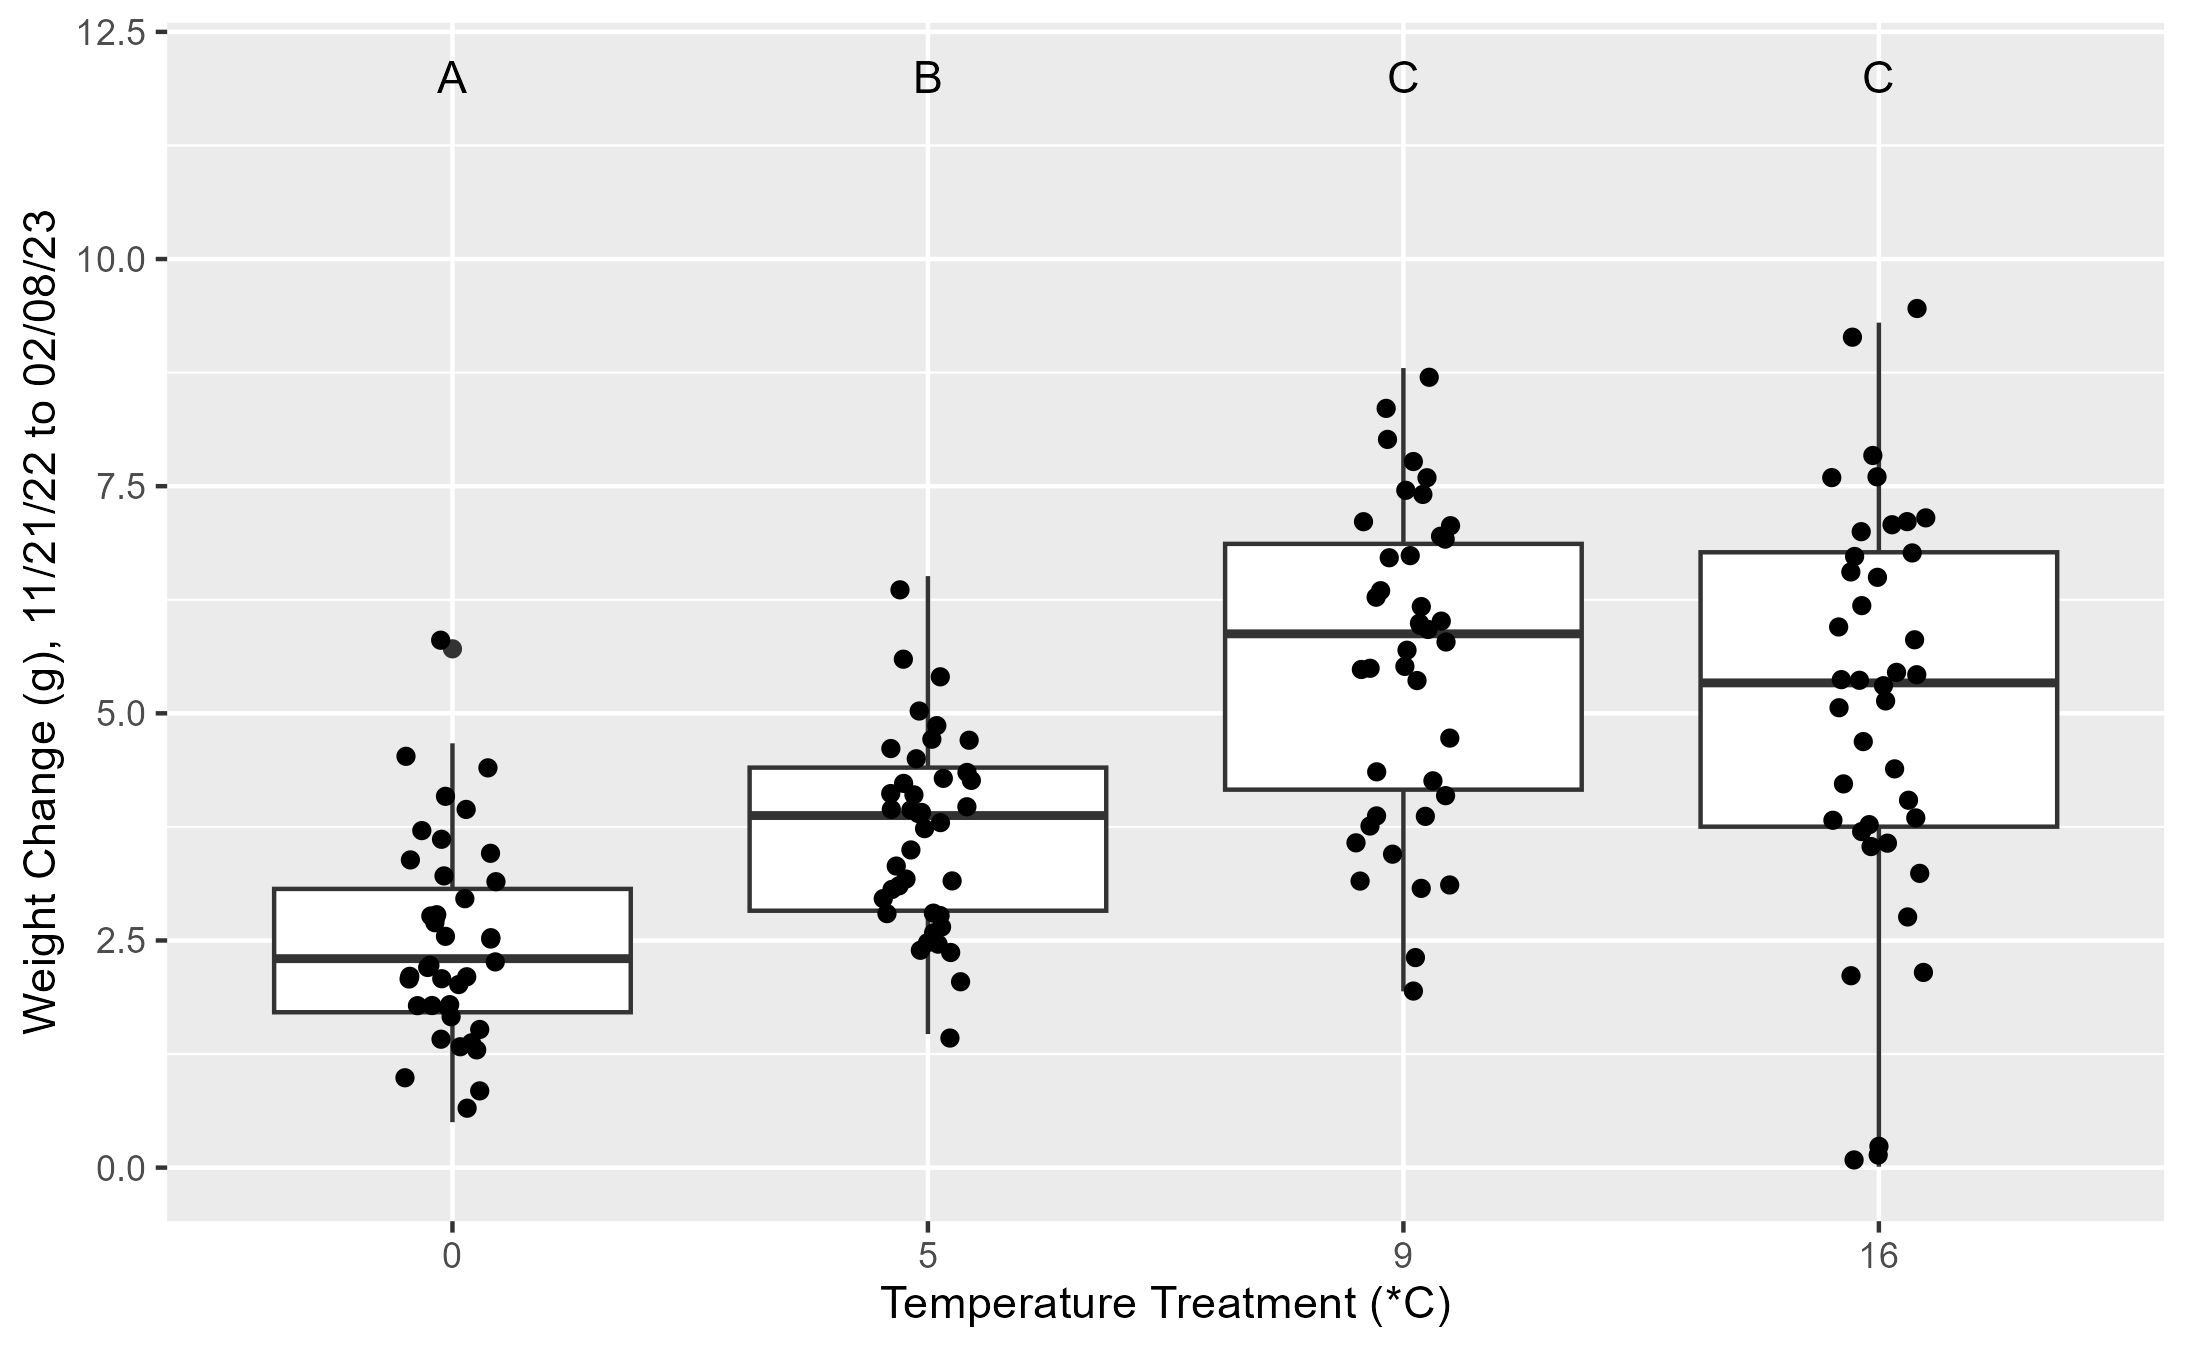 12.5
A B C C
10.0
7.5
5.0
2.5
0.0
Weight Change (g), 11/21/22 to 02/08/23
0 5 9 16
Temperature Treatment (*C)